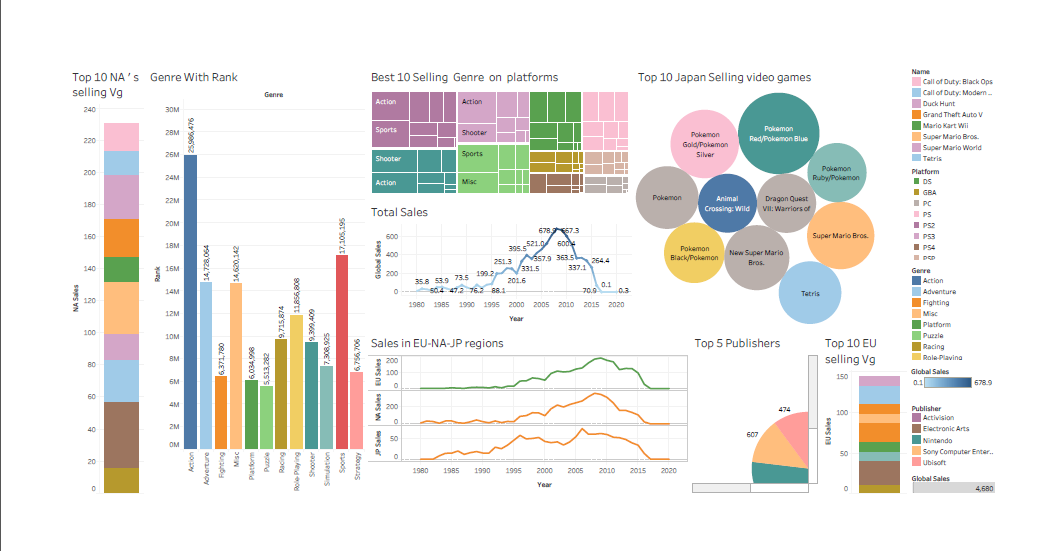 Top 10 NA ' s
selling Vg
NA Sales
240
220
200
180
160
140
120
100
80
60
40
20
0
Genre With Rank
Genre
Rank
30M
28M
26M
24M
22M
20M
18M
16M
14M
12M
10M
8M
6M
4M
2M
0M
14,728,064
6,371,780
14,620,142
6,034,998
5,513,282
9,715,874
11,856,808
9,399,409
7,308,925
17,105,195
6,756,706
Action
Adventure
Fighting
Misc
Platform
Puzzle
Racing
Role-Playing
Shooter
Simulation
Sports
Strategy
Best 10 Selling Genre on platforms
Action
Sports
Shooter
Action
Action
Shooter
Sports
Misc
Total Sales
Global Sales
600
400
200
0
35.8
50.4
53.9
47.2
73.5
76.2
199.2
88.1
251.3
201.6
395.5
331.5
521.0
357.9
678.9
600.4
667.3
363.5
337.1
264.4
70.9
0.1
0.3
1980
1985
1990
1995
2000
2005
2010
2015
2020
Year
Sales in EU-NA-JP regions
EU Sales
200
100
0
NA Sales
200
0
JP Sales
50
0
1980
1985
1990
1995
2000
2005
2010
2015
2020
Year
Top 10 Japan Selling video games
Pokemon
Gold/Pokemon
Silver
Pokemon
Red/Pokemon Blue
Pokemon
Ruby/Pokemon
Pokemon
Animal
Crossing: Wild
Dragon Quest
VII: Warriors of
Super Mario Bros.
Pokemon
Black/Pokemon
New Super Mario
Bros.
Tetris
Top 5 Publishers
474
607
Top 10 EU
selling Vg
EU Sales
150
100
50
0
Name
Call of Duty: Black Ops
Call of Duty: Modern ..
Duck Hunt
Grand Theft Auto V
Mario Kart Wii
Super Mario Bros.
Super Mario World
Tetris
Platform
DS
GBA
PC
PS
PS2
PS3
PS4
PSP
Genre
Action
Adventure
Fighting
Misc
Platform
Puzzle
Racing
Role-Playing
Global Sales
0.1
678.9
Publisher
Activision
Electronic Arts
Nintendo
Sony Computer Enter..
Ubisoft
Global Sales
4,680